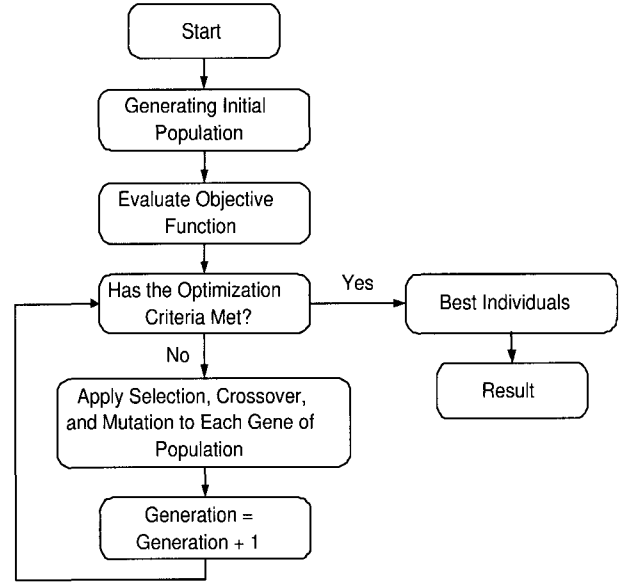 Start
Generating Initial
Population
Evaluate Objective
Function
Has the Optimization
Criteria Met?
Yes
Best Individuals
No
Result
Apply Selection, Crossover,
and Mutation to Each Gene of
Population
Generation =
Generation + 1